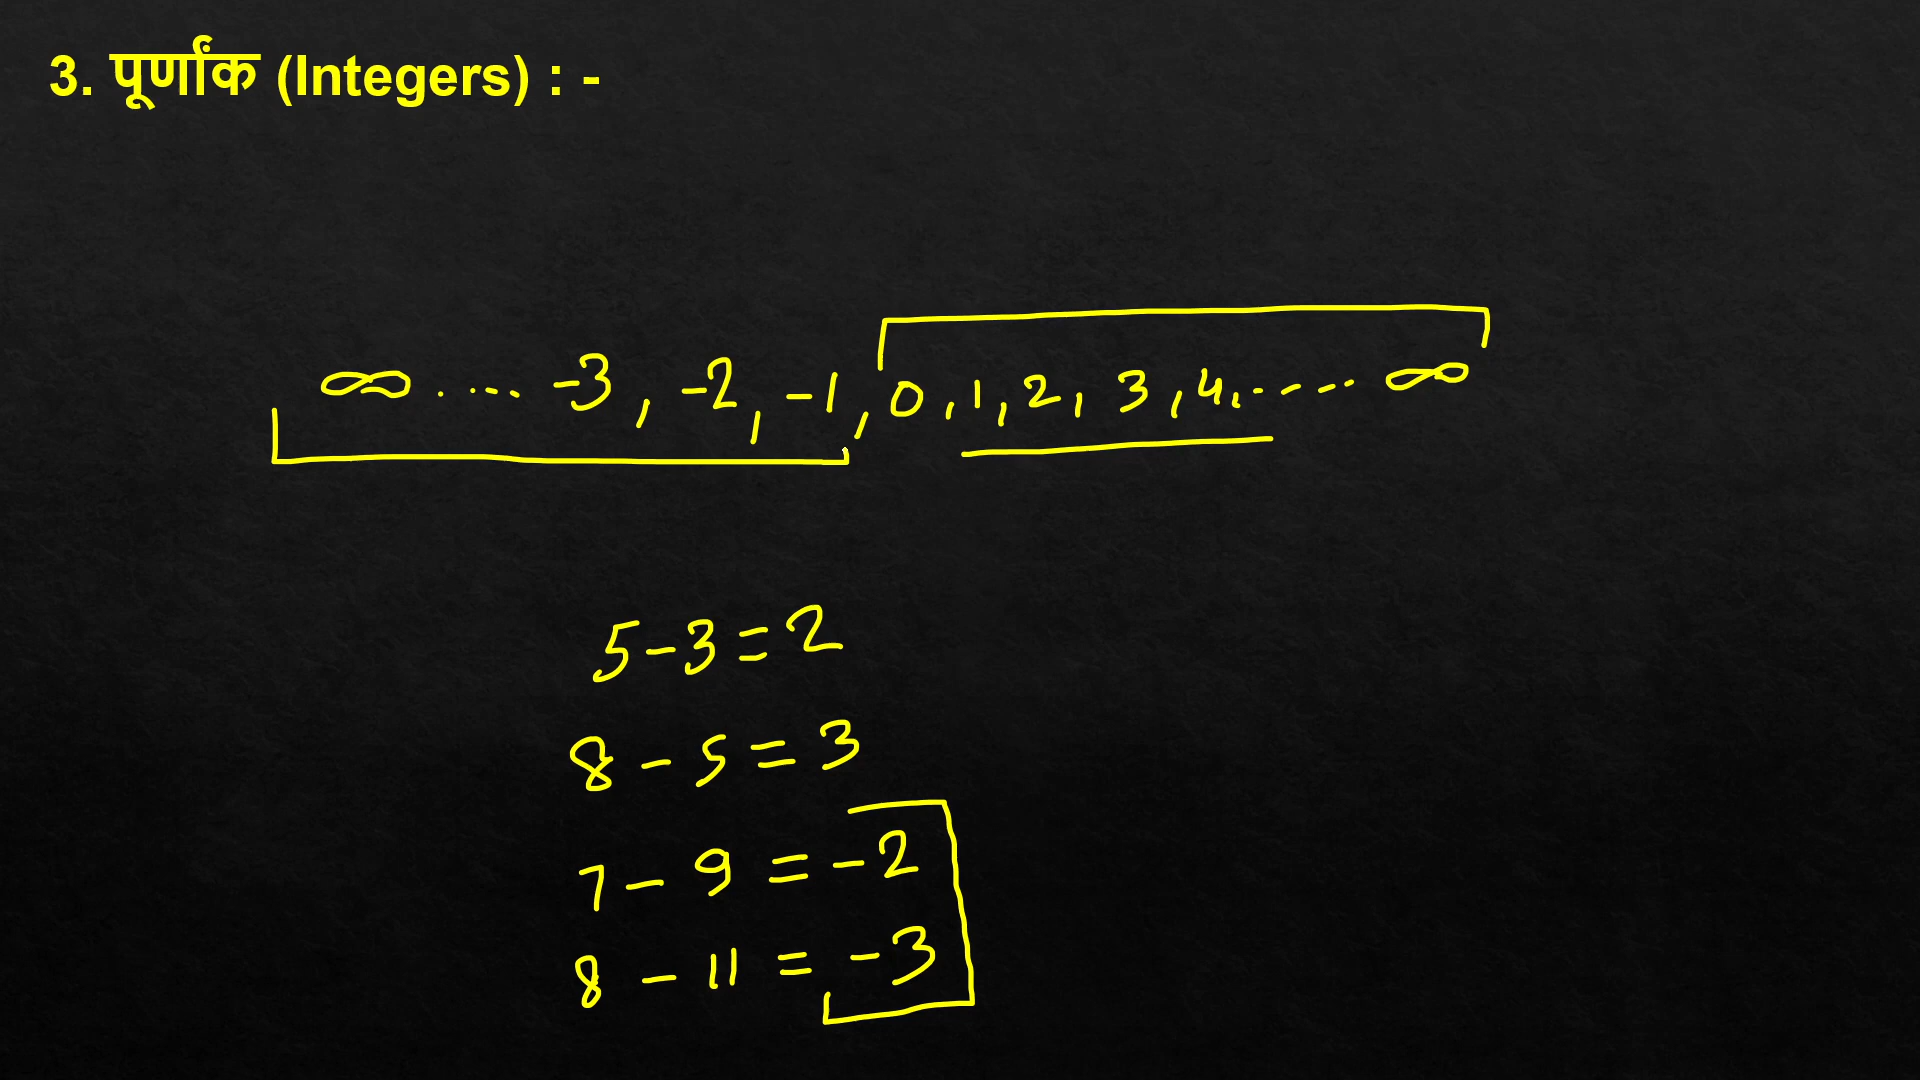 3. पूर्णांक (Integers) : -
∞ . ... -3, -2, -1, 0, 1, 2, 3, 4, ..... ∞
5-3=2
8-5=3
7-9=-2
8-11=-3